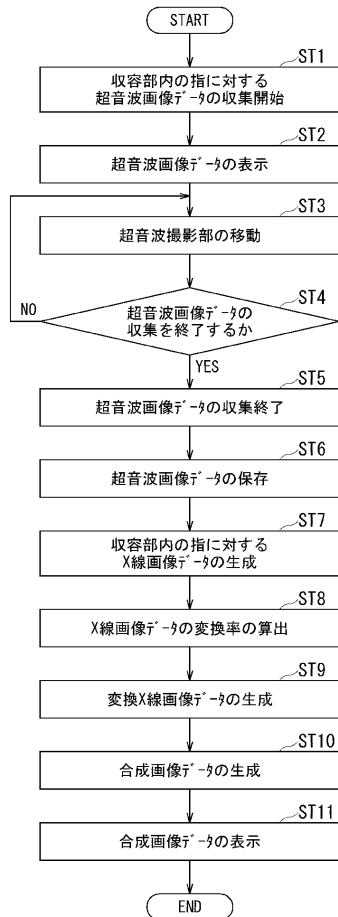 START
ST1
収容部内の指に対する
超音波画像データの収集開始
ST2
超音波画像データの表示
ST3
超音波撮影部の移動
ST4
超音波画像データの
収集を終了するか
NO
YES
ST5
超音波画像データの収集終了
ST6
超音波画像データの保存
ST7
収容部内の指に対する
X線画像データの生成
ST8
X線画像データの変換率の算出
ST9
変換X線画像データの生成
ST10
合成画像データの生成
ST11
合成画像データの表示
END